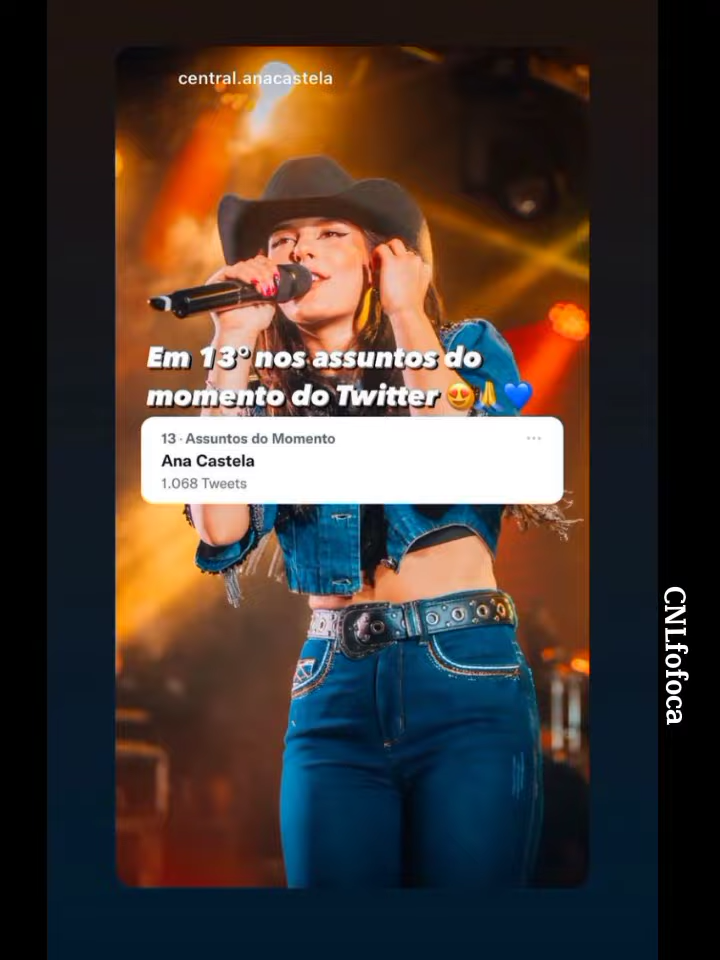 central.anacastela
Em 13º nos assuntos do
momento do Twitter 😍🙏💙
13 · Assuntos do Momento
Ana Castela
1.068 Tweets
CNLfofoca